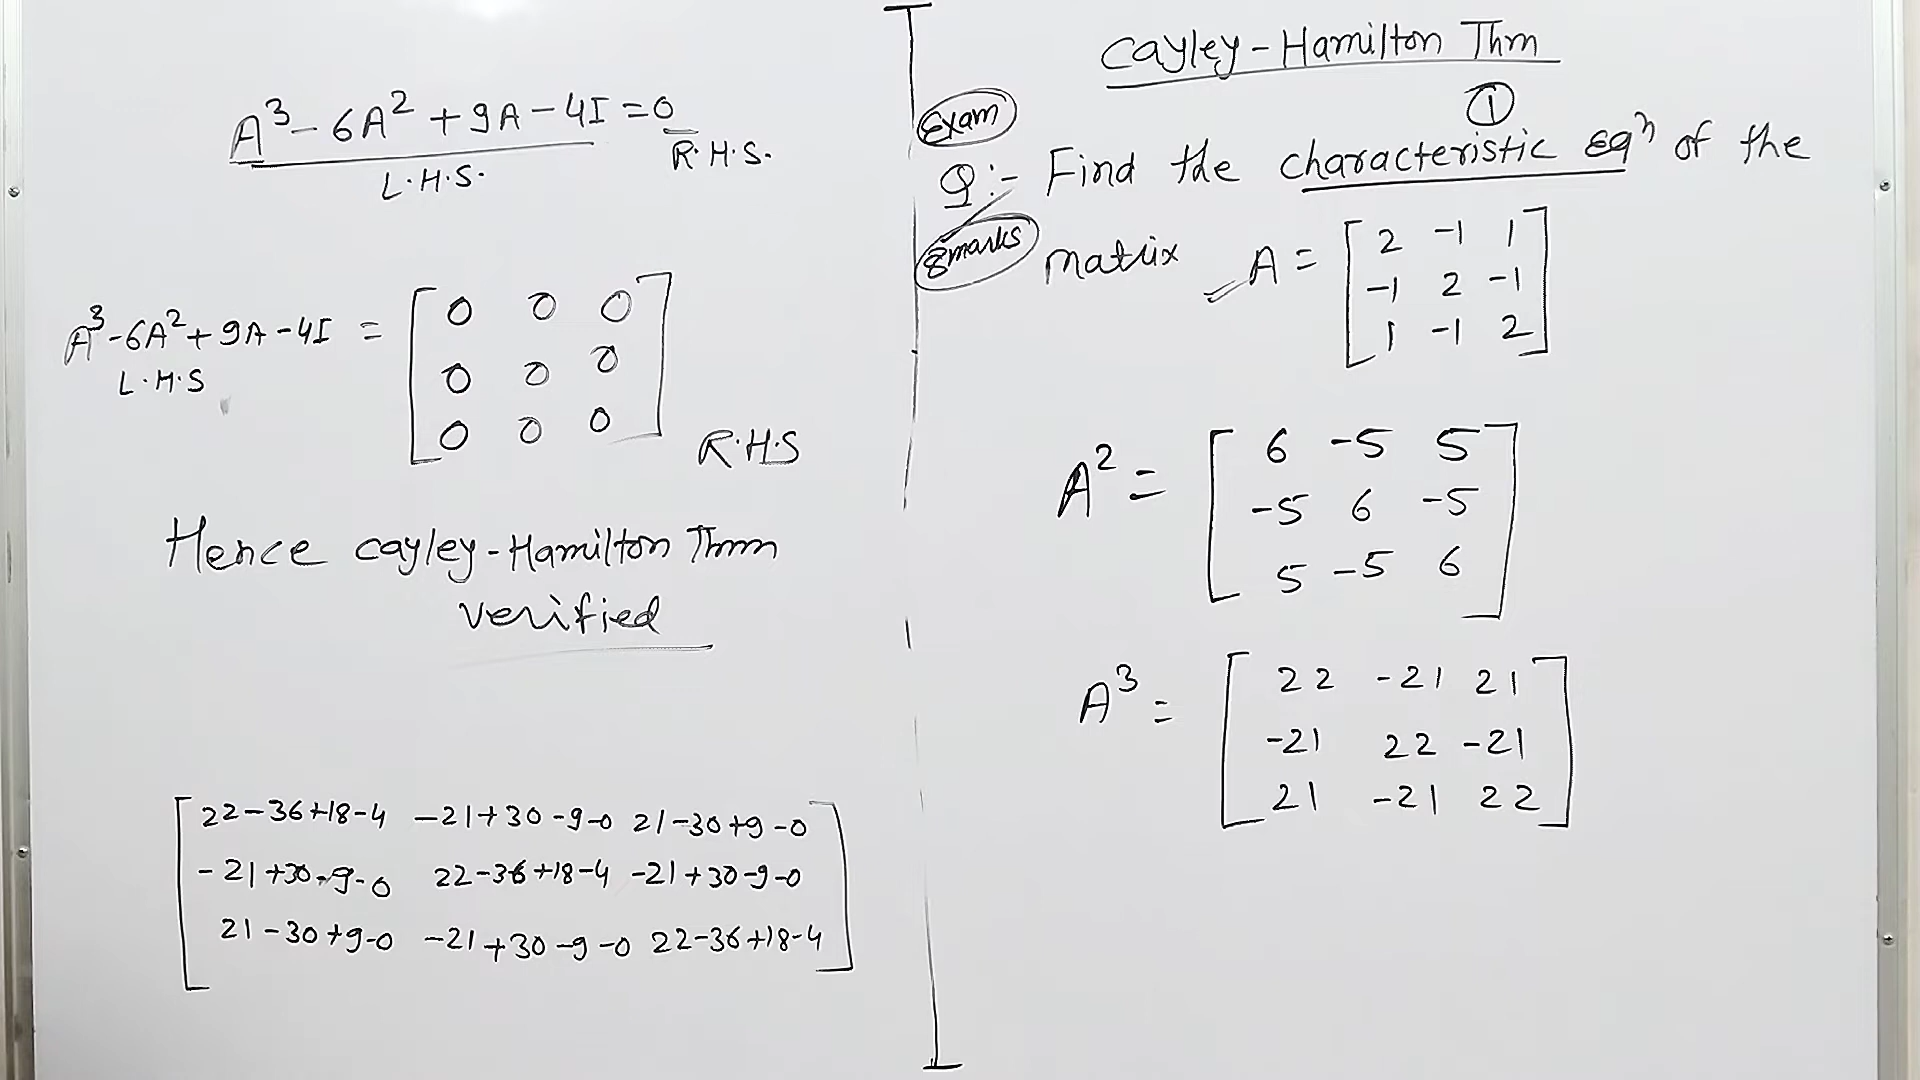 A³ - 6A² + 9A - 4I = 0
L.H.S.
R.H.S.
A³ - 6A² + 9A - 4I = [ 0 0 0
0 0 0
0 0 0 ]
L.H.S
R.H.S
Hence Cayley-Hamilton Thm
verified
[ 22-36+18-4 -21+30-9-0 21-30+9-0
-21+30-9-0 22-36+18-4 -21+30-9-0
21-30+9-0 -21+30-9-0 22-36+18-4 ]
Cayley-Hamilton Thm
①
Exam
Q:- Find the characteristic Eqⁿ of the
8marks
matrix A = [ 2 -1 1
-1 2 -1
1 -1 2 ]
A² = [ 6 -5 5
-5 6 -5
5 -5 6 ]
A³ = [ 22 -21 21
-21 22 -21
21 -21 22 ]